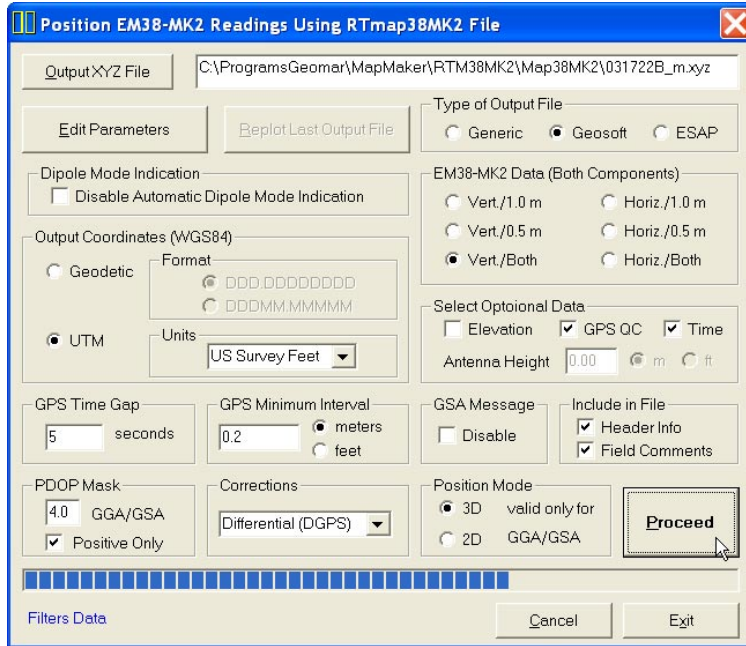 Position EM38-MK2 Readings Using RTmap38MK2 File
Output XYZ File
C:\ProgramsGeomar\MapMaker\RTM38MK2\Map38MK2\031722B_m.xyz
Edit Parameters
Replot Last Output File
Type of Output File
Generic Geosoft ESAP
Dipole Mode Indication
Disable Automatic Dipole Mode Indication
EM38-MK2 Data (Both Components)
Vert./1.0 m Horiz./1.0 m
Vert./0.5 m Horiz./0.5 m
Vert./Both Horiz./Both
Output Coordinates (WGS84)
Geodetic
Format
DDD.DDDDDDDD
DDDMM.MMMMM
UTM
Units
US Survey Feet
Select Optoional Data
Elevation GPS QC Time
Antenna Height 0.00 m ft
GPS Time Gap
5 seconds
GPS Minimum Interval
0.2 meters
feet
GSA Message
Disable
Include in File
Header Info
Field Comments
PDOP Mask
4.0 GGA/GSA
Positive Only
Corrections
Differential (DGPS)
Position Mode
3D valid only for
2D GGA/GSA
Proceed
Filters Data
Cancel
Exit